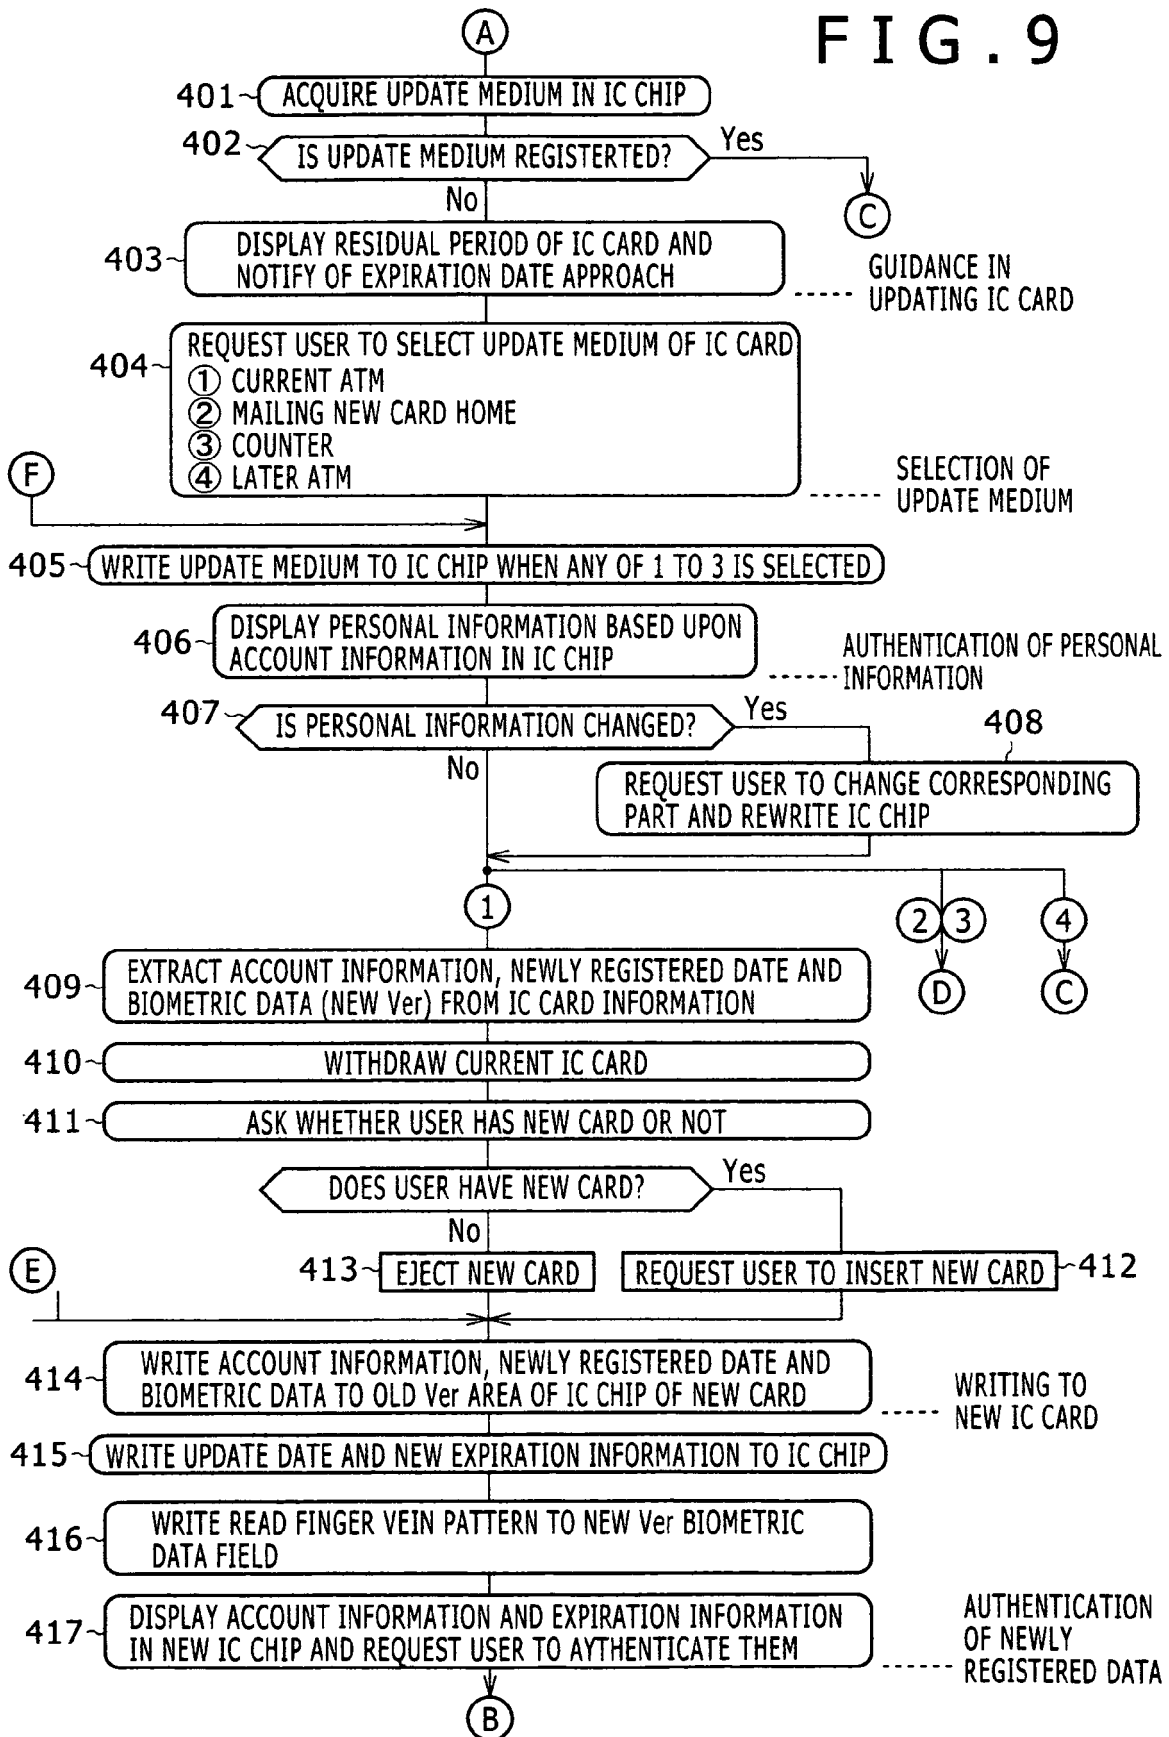 FIG.9
A
401
ACQUIRE UPDATE MEDIUM IN IC CHIP
402
IS UPDATE MEDIUM REGISTERTED?
Yes
No
C
403
DISPLAY RESIDUAL PERIOD OF IC CARD AND
NOTIFY OF EXPIRATION DATE APPROACH
GUIDANCE IN
UPDATING IC CARD
404
REQUEST USER TO SELECT UPDATE MEDIUM OF IC CARD
① CURRENT ATM
② MAILING NEW CARD HOME
③ COUNTER
④ LATER ATM
SELECTION OF
UPDATE MEDIUM
F
405
WRITE UPDATE MEDIUM TO IC CHIP WHEN ANY OF 1 TO 3 IS SELECTED
406
DISPLAY PERSONAL INFORMATION BASED UPON
ACCOUNT INFORMATION IN IC CHIP
AUTHENTICATION OF PERSONAL
INFORMATION
407
IS PERSONAL INFORMATION CHANGED?
Yes
No
408
REQUEST USER TO CHANGE CORRESPONDING
PART AND REWRITE IC CHIP
① ② ③ ④
D
C
409
EXTRACT ACCOUNT INFORMATION, NEWLY REGISTERED DATE AND
BIOMETRIC DATA (NEW Ver) FROM IC CARD INFORMATION
410
WITHDRAW CURRENT IC CARD
411
ASK WHETHER USER HAS NEW CARD OR NOT
DOES USER HAVE NEW CARD?
Yes
No
E
413
EJECT NEW CARD
REQUEST USER TO INSERT NEW CARD
412
414
WRITE ACCOUNT INFORMATION, NEWLY REGISTERED DATE AND
BIOMETRIC DATA TO OLD Ver AREA OF IC CHIP OF NEW CARD
WRITING TO
NEW IC CARD
415
WRITE UPDATE DATE AND NEW EXPIRATION INFORMATION TO IC CHIP
416
WRITE READ FINGER VEIN PATTERN TO NEW Ver BIOMETRIC
DATA FIELD
417
DISPLAY ACCOUNT INFORMATION AND EXPIRATION INFORMATION
IN NEW IC CHIP AND REQUEST USER TO AYTHENTICATE THEM
AUTHENTICATION
OF NEWLY
REGISTERED DATA
B